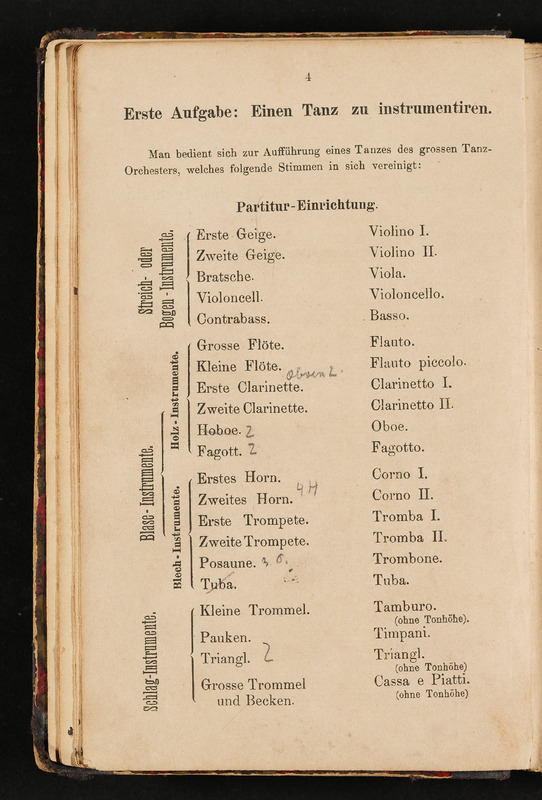 4
Erste Aufgabe: Einen Tanz zu instrumentiren.
Man bedient sich zur Aufführung eines Tanzes des grossen Tanz-
Orchesters, welches folgende Stimmen in sich vereinigt:
Partitur-Einrichtung.
Streich- oder
Bogen-Instrumente.
Erste Geige. Violino I.
Zweite Geige. Violino II.
Bratsche. Viola.
Violoncell. Violoncello.
Contrabass. Basso.
Blase-Instrumente.
Holz-Instrumente.
Grosse Flöte. Flauto.
Kleine Flöte. Flauto piccolo.
Oboen 2.
Erste Clarinette. Clarinetto I.
Zweite Clarinette. Clarinetto II.
Hoboe. 2 Oboe.
Fagott. 2 Fagotto.
Blech-Instrumente.
Erstes Horn. Corno I.
4 H
Zweites Horn. Corno II.
Erste Trompete. Tromba I.
Zweite Trompete. Tromba II.
Posaune. 3 Trombone.
Tuba. Tuba.
Schlag-Instrumente.
Kleine Trommel. Tamburo.
(ohne Tonhöhe).
Pauken. Timpani.
2
Triangl. Triangl.
(ohne Tonhöhe)
Grosse Trommel Cassa e Piatti.
und Becken. (ohne Tonhöhe)